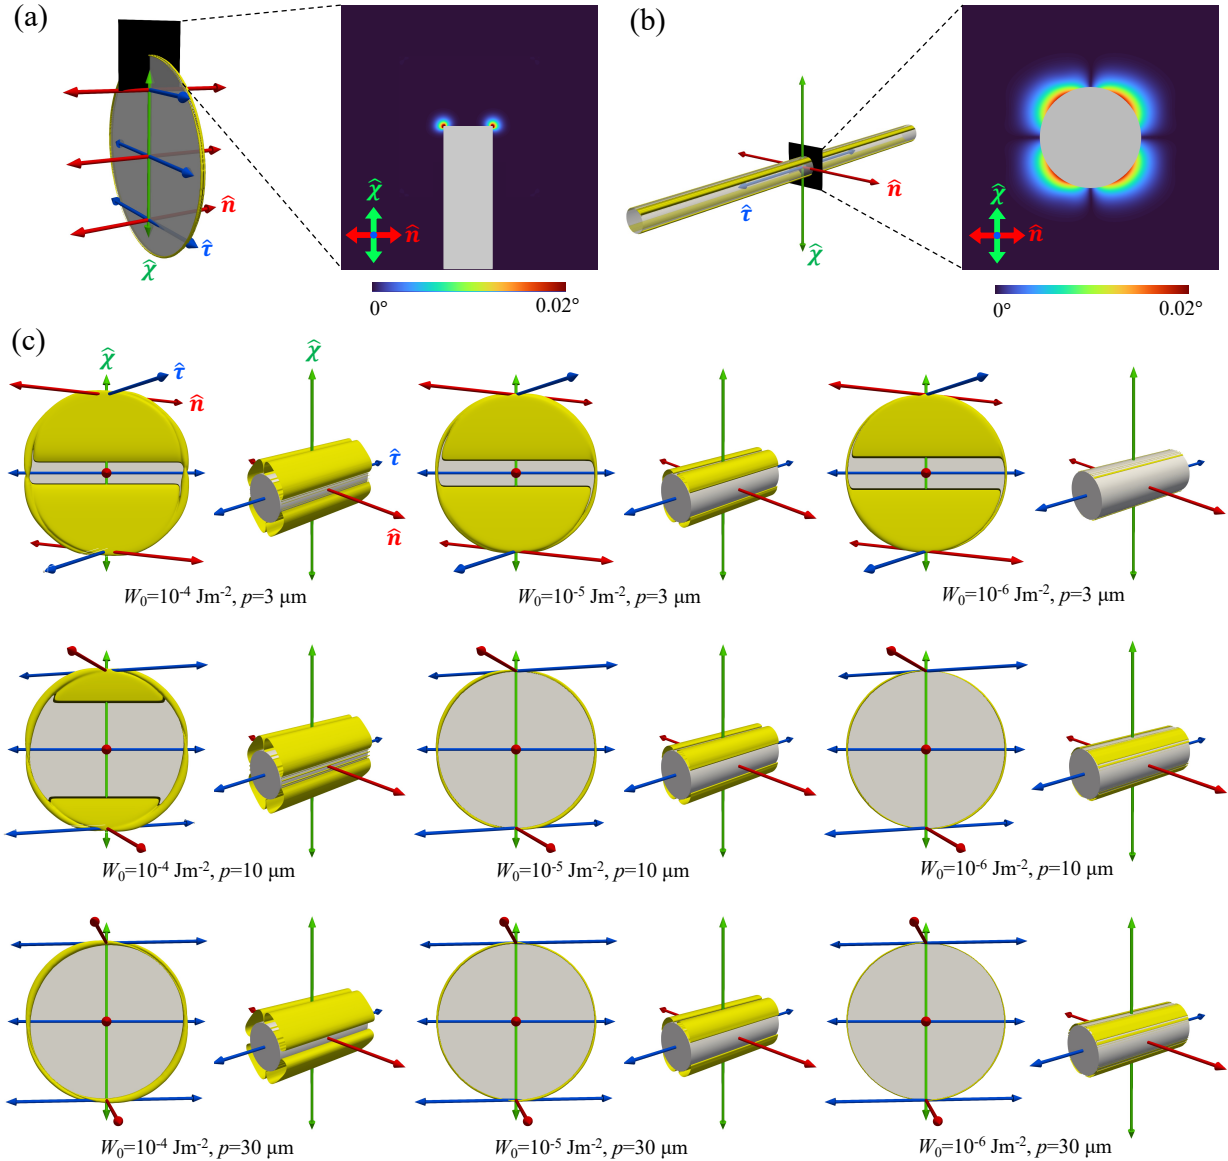 (a)
(b)
n̂
τ̂
χ̂
χ̂
n̂
0°
0.02°
n̂
τ̂
χ̂
χ̂
n̂
0°
0.02°
(c)
χ̂
τ̂
n̂
χ̂
τ̂
n̂
W₀=10⁻⁴ Jm⁻², p=3 μm
W₀=10⁻⁵ Jm⁻², p=3 μm
W₀=10⁻⁶ Jm⁻², p=3 μm
W₀=10⁻⁴ Jm⁻², p=10 μm
W₀=10⁻⁵ Jm⁻², p=10 μm
W₀=10⁻⁶ Jm⁻², p=10 μm
W₀=10⁻⁴ Jm⁻², p=30 μm
W₀=10⁻⁵ Jm⁻², p=30 μm
W₀=10⁻⁶ Jm⁻², p=30 μm